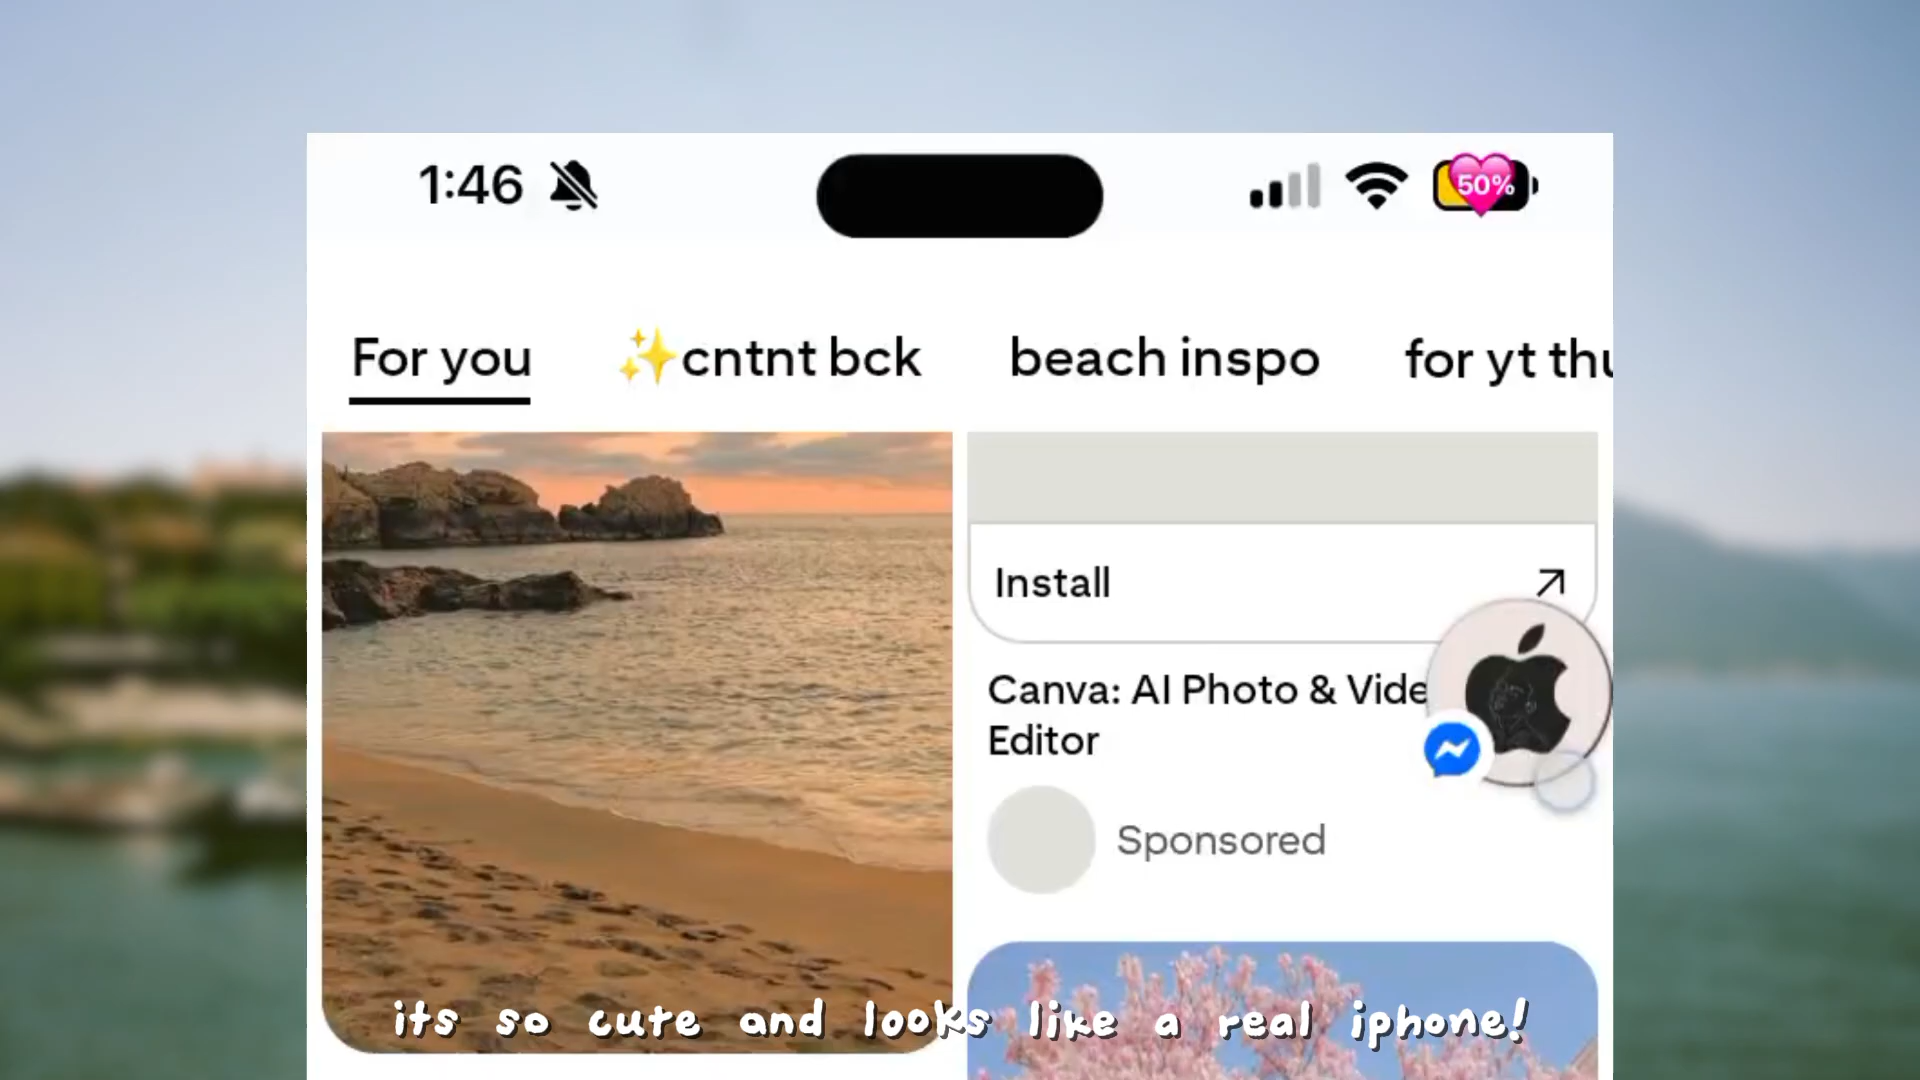 1:46
50%
For you ✨cntnt bck beach inspo for yt thu
Install
Canva: AI Photo & Vide
Editor
Sponsored
its so cute and looks like a real iphone!